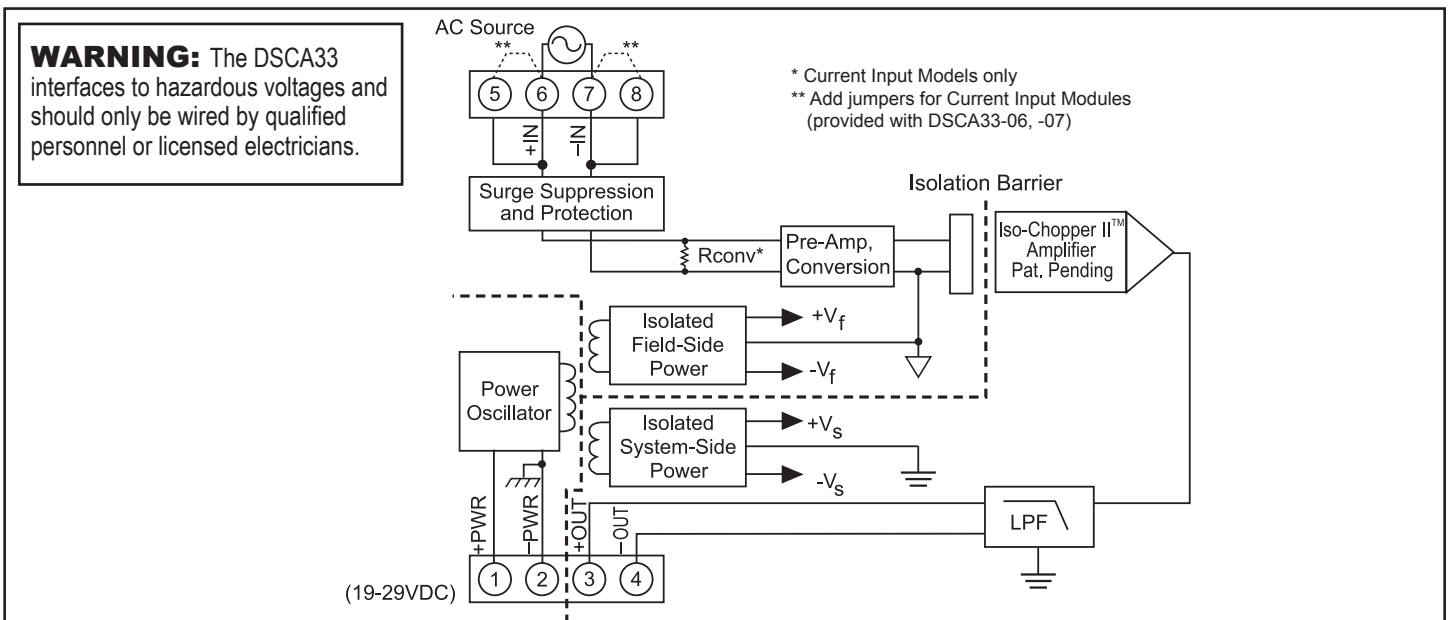 WARNING: The DSCA33
interfaces to hazardous voltages and
should only be wired by qualified
personnel or licensed electricians.
AC Source
**
**
5
6
7
8
* Current Input Models only
** Add jumpers for Current Input Modules
(provided with DSCA33-06, -07)
+IN
–IN
Surge Suppression
and Protection
Isolation Barrier
Rconv*
Pre-Amp,
Conversion
Iso-Chopper II™
Amplifier
Pat. Pending
Isolated
Field-Side
Power
+Vf
-Vf
Power
Oscillator
Isolated
System-Side
Power
+Vs
-Vs
LPF
+PWR
–PWR
+OUT
–OUT
(19-29VDC)
1
2
3
4